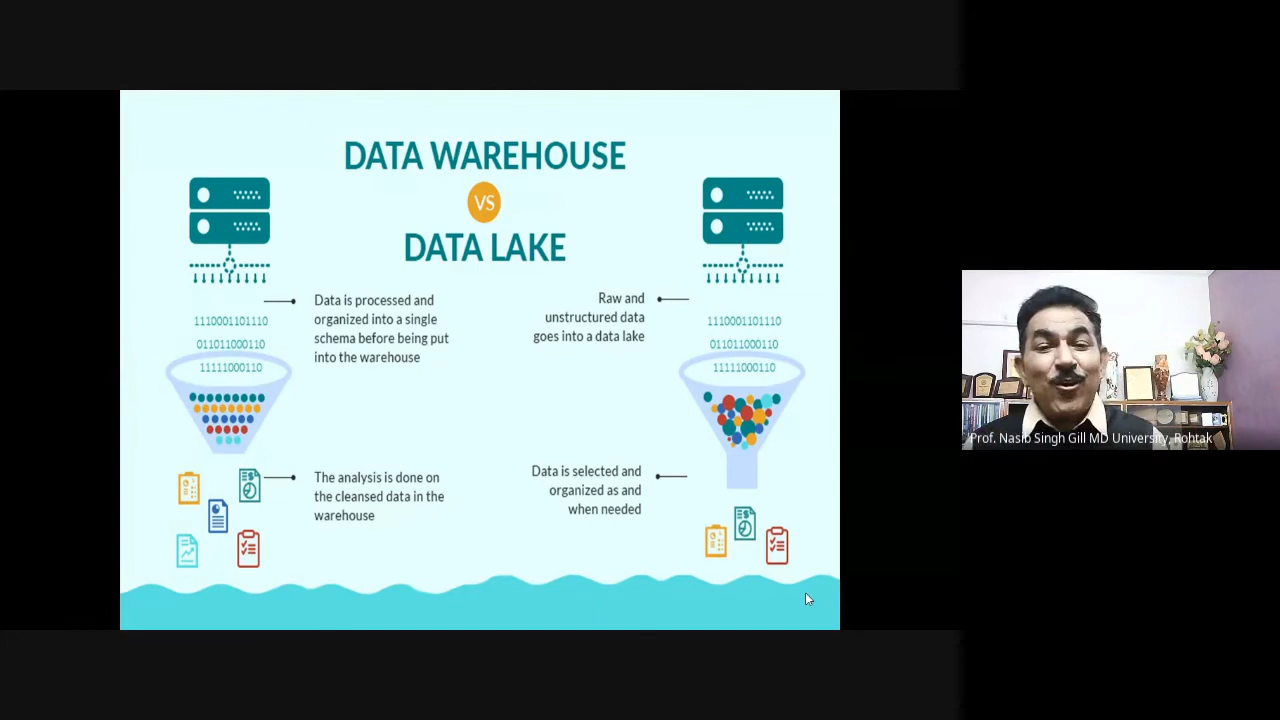 DATA WAREHOUSE
VS
DATA LAKE
1110001101110
011011000110
11111000110
Data is processed and
organized into a single
schema before being put
into the warehouse
The analysis is done on
the cleansed data in the
warehouse
Raw and
unstructured data
goes into a data lake
1110001101110
011011000110
11111000110
Data is selected and
organized as and
when needed
Prof. Nasib Singh Gill MD University, Rohtak